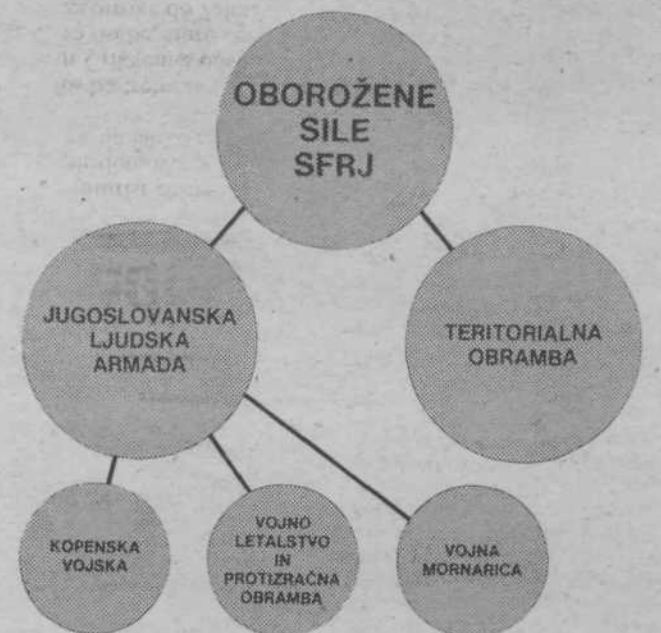 OBOROŽENE
SILE
SFRJ
JUGOSLOVANSKA
LJUDSKA
ARMADA
TERITORIALNA
OBRAMBA
KOPENSKA
VOJSKA
VOJNO
LETALSTVO
IN
PROTIZRAČNA
OBRAMBA
VOJNA
MORNARICA